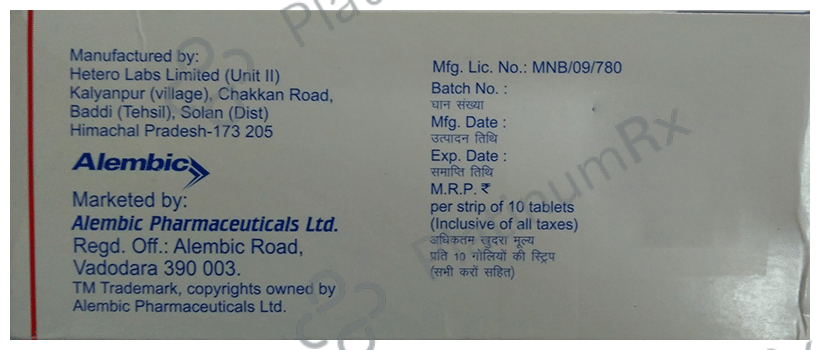 Manufactured by:
Hetero Labs Limited (Unit II)
Kalyanpur (village), Chakkan Road,
Baddi (Tehsil), Solan (Dist)
Himachal Pradesh-173 205
Alembic
Marketed by:
Alembic Pharmaceuticals Ltd.
Regd. Off.: Alembic Road,
Vadodara 390 003.
TM Trademark, copyrights owned by
Alembic Pharmaceuticals Ltd.
Mfg. Lic. No.: MNB/09/780
Batch No. :
घान संख्या
Mfg. Date :
उत्पादन तिथि
Exp. Date :
समाप्ति तिथि
M.R.P. ₹
per strip of 10 tablets
(Inclusive of all taxes)
अधिकतम खुदरा मूल्य
प्रति 10 गोलियों की स्ट्रिप
(सभी करों सहित)
PlatinumRx